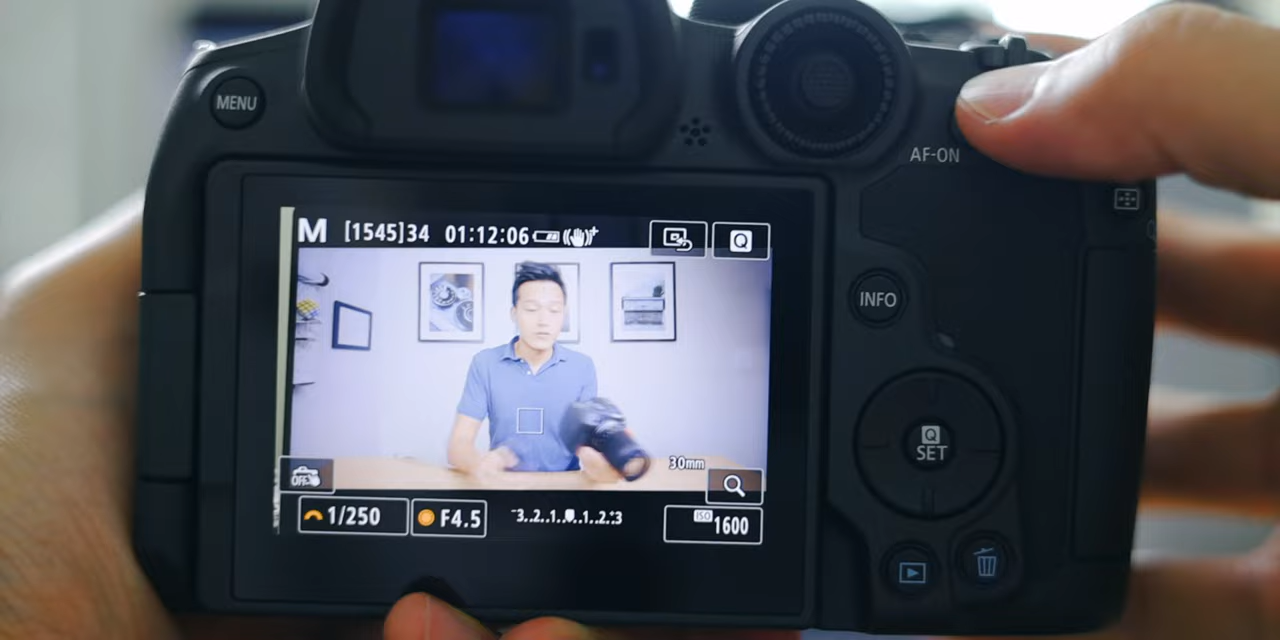 MENU
AF-ON
M [1545]34 01:12:06
Q
INFO
30mm
OFF
1/250 F4.5 -3..2..1..0..1..2..+3 ISO 1600
Q
SET